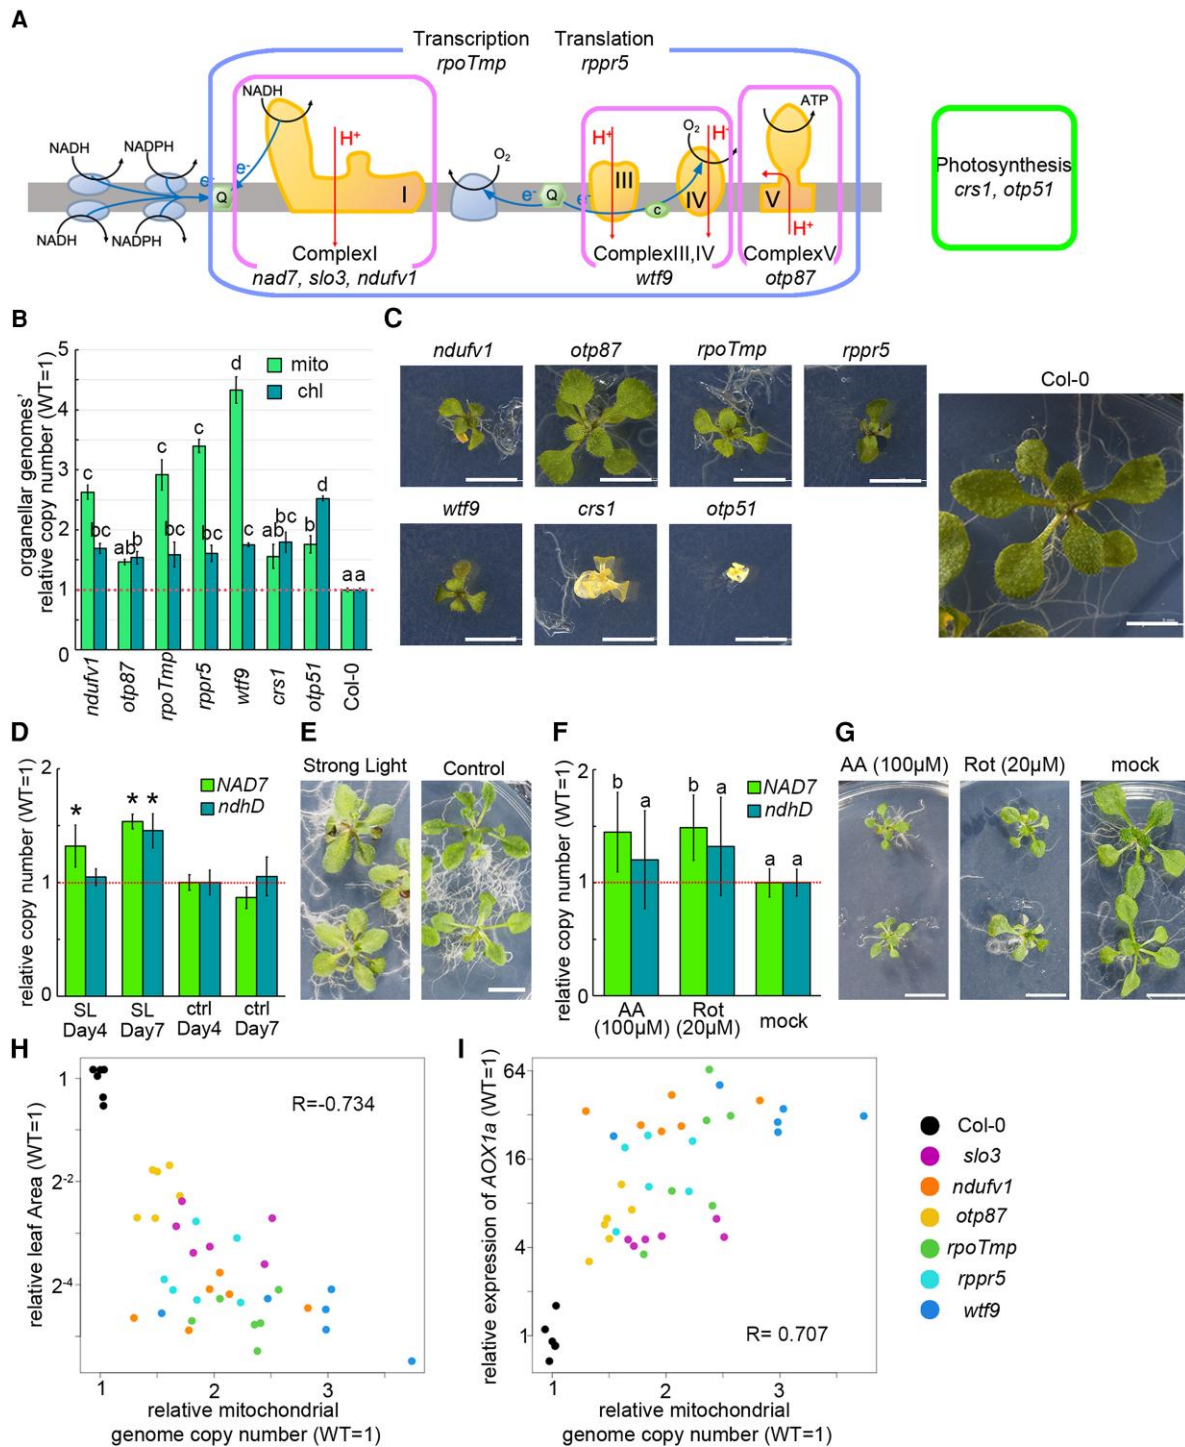 A
Transcription Translation
rpoTmp rppr5
NADH
ATP
NADH NADPH
H+
O2
O2
H+ H+
Photosynthesis
crs1, otp51
e- e-
Q
I
e- Q e-
c
III
IV
V
H+
NADH NADPH
ComplexI
nad7, slo3, ndufv1
ComplexIII,IV
wtf9
ComplexV
otp87
B
organellar genomes'
relative copy number (WT=1)
5
4
3
2
1
0
mito
chl
c bc ab b c bc c bc d c ab bc b d a a
ndufv1 otp87 rpoTmp rppr5 wtf9 crs1 otp51 Col-0
C
ndufv1 otp87 rpoTmp rppr5
Col-0
wtf9 crs1 otp51
D
relative copy number (WT=1)
2
1
0
NAD7
ndhD
* * *
SL Day4
SL Day7
ctrl Day4
ctrl Day7
E
Strong Light Control
F
relative copy number (WT=1)
2
1
0
NAD7
ndhD
b a b a a a
AA (100µM)
Rot (20µM)
mock
G
AA (100µM) Rot (20µM) mock
H
relative leaf Area (WT=1)
1
2-2
2-4
R=-0.734
1 2 3
relative mitochondrial
genome copy number (WT=1)
I
relative expression of AOX1a (WT=1)
64
16
4
1
R= 0.707
1 2 3
relative mitochondrial
genome copy number (WT=1)
Col-0
slo3
ndufv1
otp87
rpoTmp
rppr5
wtf9